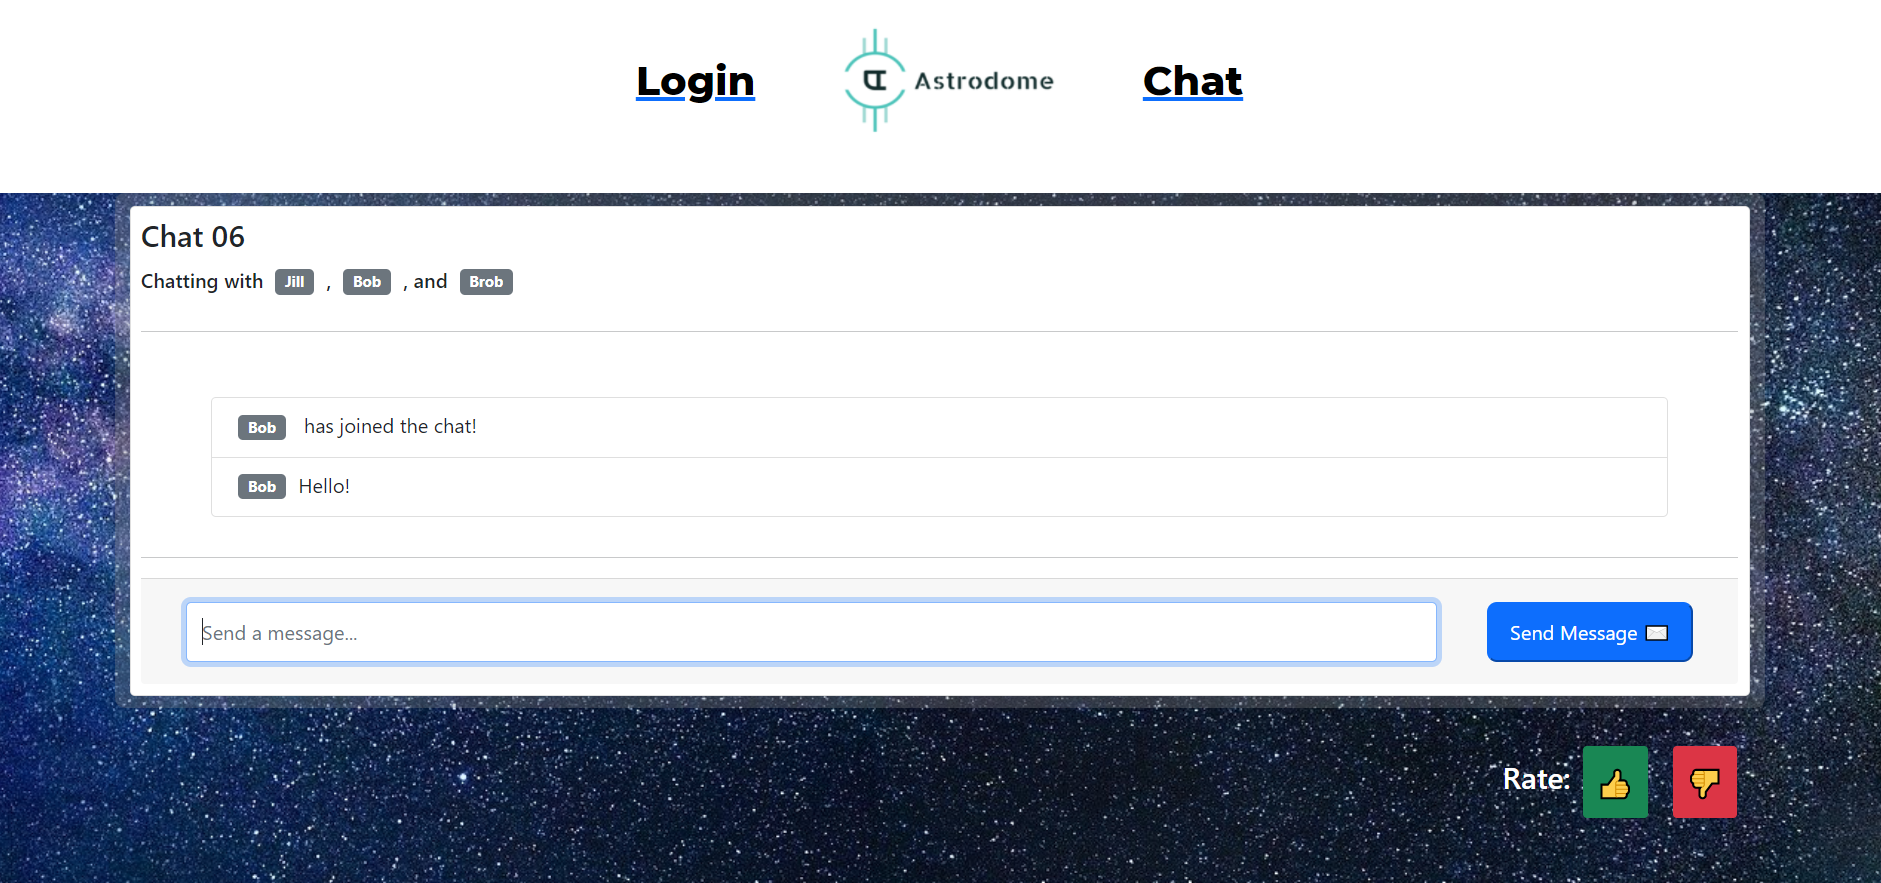 Login
Astrodome
Chat
Chat 06
Chatting with Jill , Bob , and Brob
Bob has joined the chat!
Bob Hello!
Send a message...
Send Message
Rate: